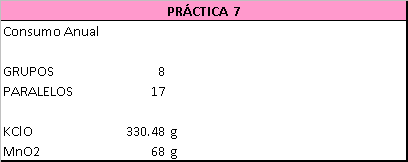 PRÁCTICA 7
Consumo Anual
GRUPOS 8
PARALELOS 17
KClO 330.48 g
MnO2 68 g